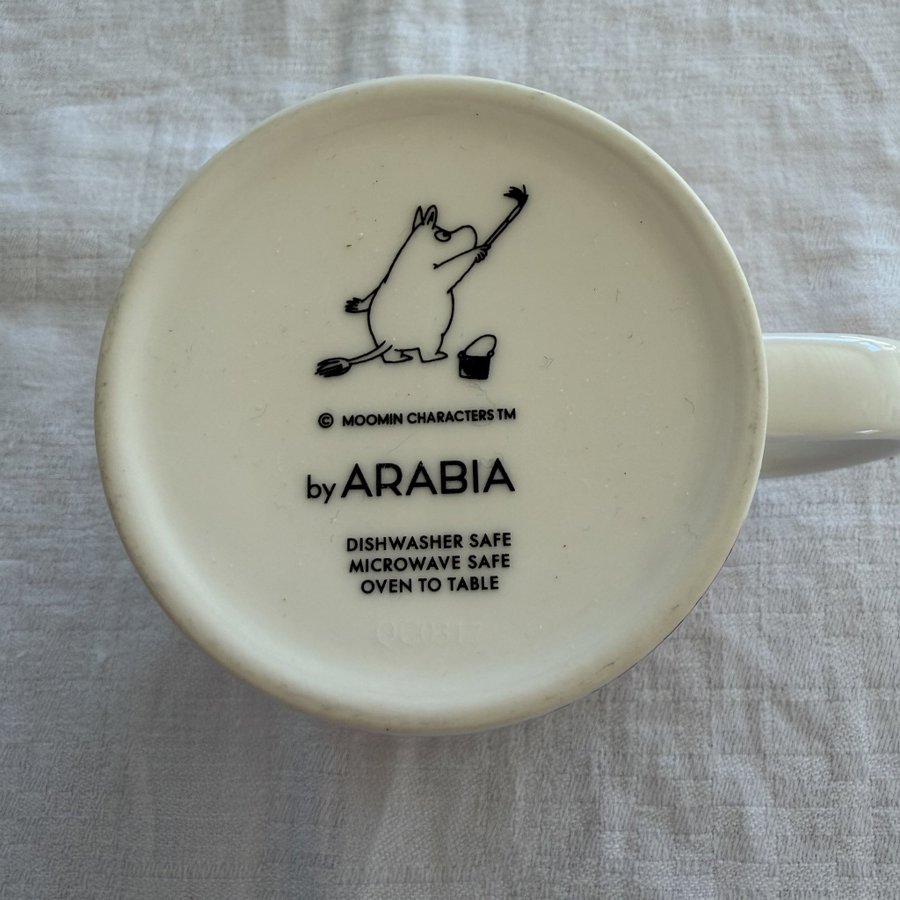 © MOOMIN CHARACTERS TM
by ARABIA
DISHWASHER SAFE
MICROWAVE SAFE
OVEN TO TABLE